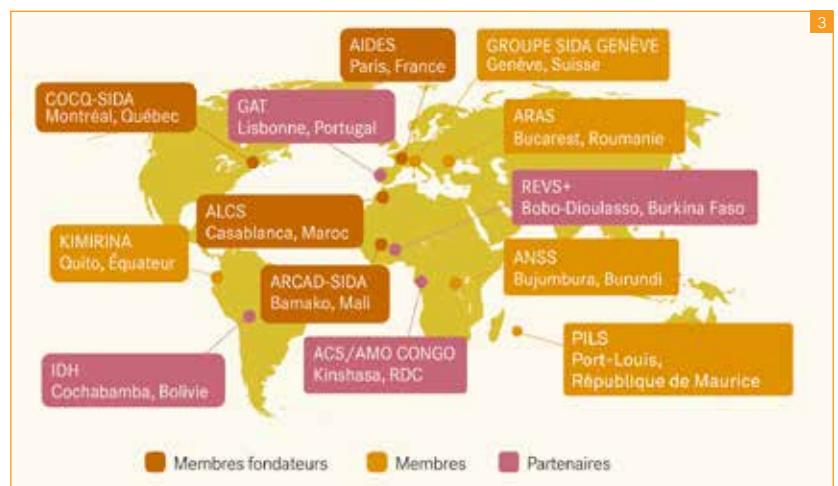 3
AIDES
Paris, France
GROUPE SIDA GENÈVE
Genève, Suisse
COCQ-SIDA
Montréal, Québec
GAT
Lisbonne, Portugal
ARAS
Bucarest, Roumanie
REVS+
Bobo-Dioulasso, Burkina Faso
ALCS
Casablanca, Maroc
KIMIRINA
Quito, Équateur
ANSS
Bujumbura, Burundi
ARCAD-SIDA
Bamako, Mali
PILS
Port-Louis,
République de Maurice
ACS/AMO CONGO
Kinshasa, RDC
IDH
Cochabamba, Bolivie
Membres fondateurs
Membres
Partenaires